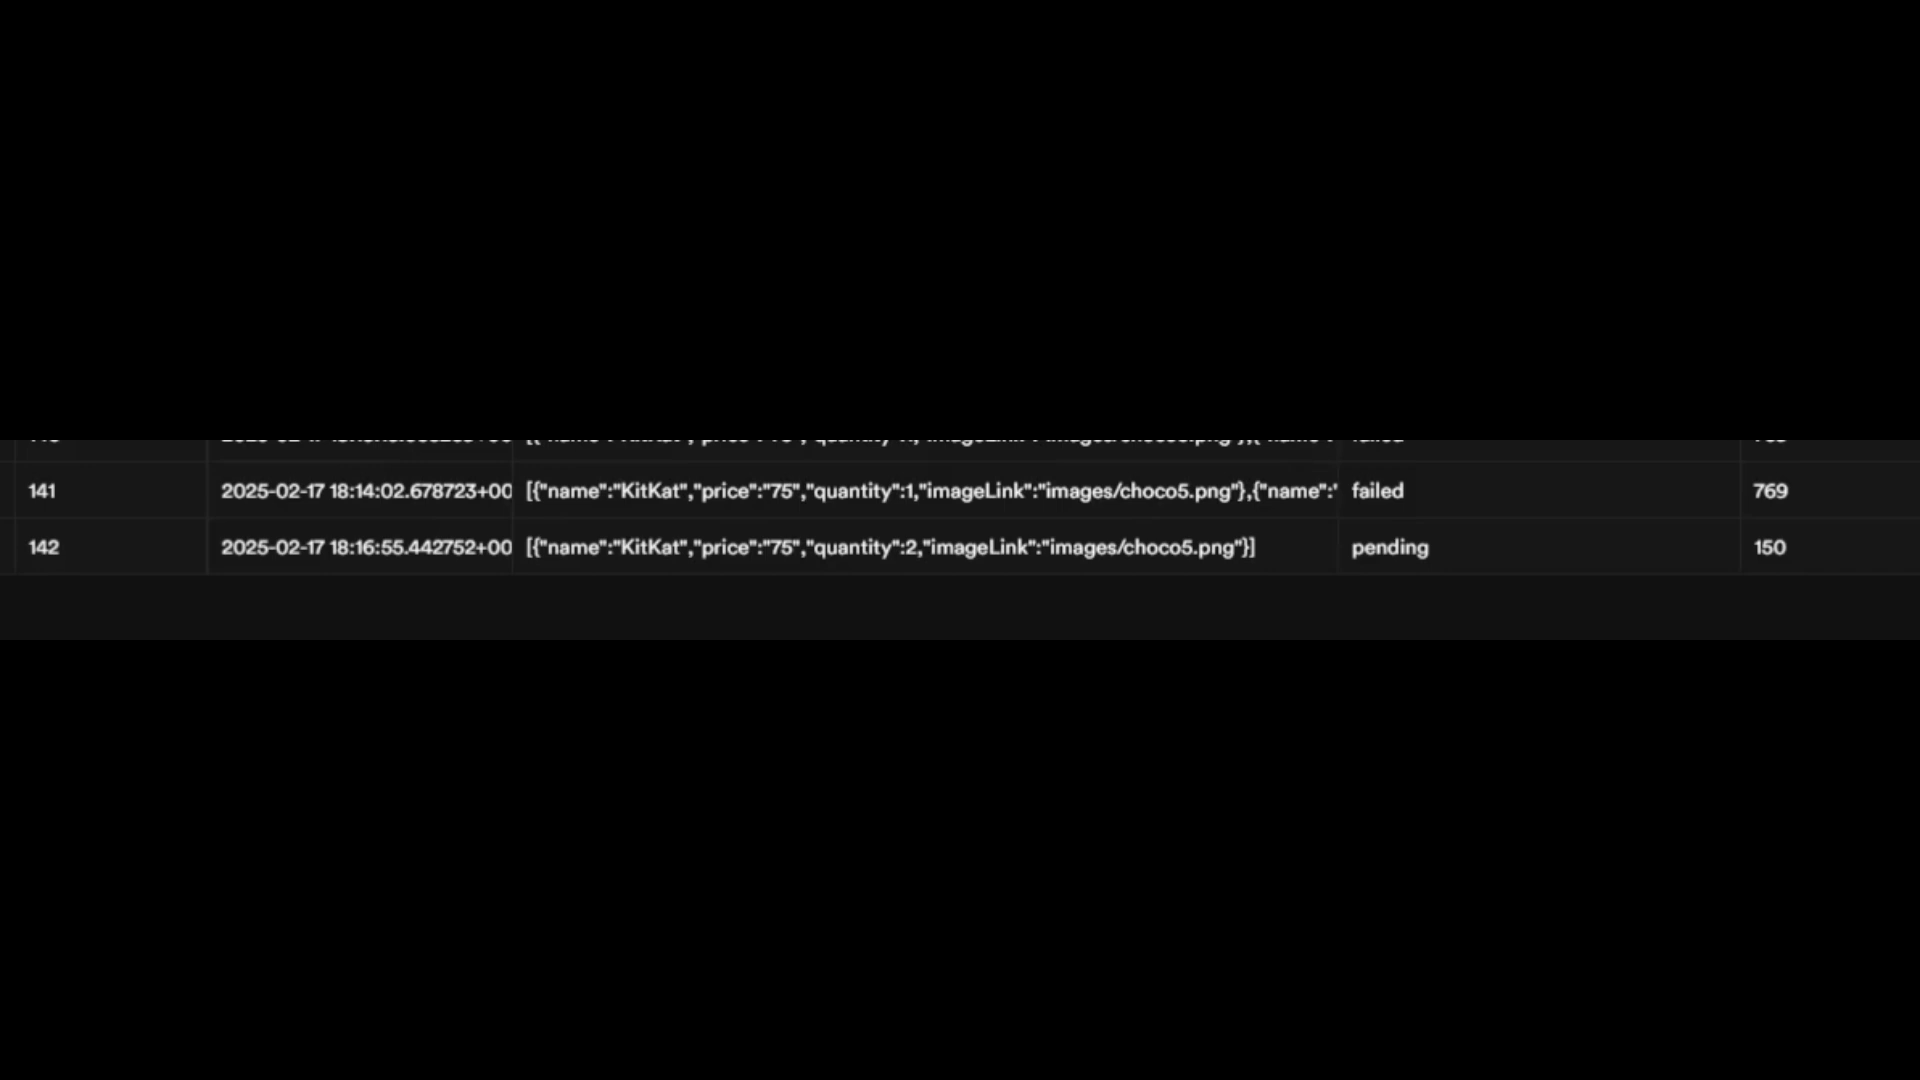 141 2025-02-17 18:14:02.678723+00 [{"name":"KitKat","price":"75","quantity":1,"imageLink":"images/choco5.png"},{"name":" failed 769
142 2025-02-17 18:16:55.442752+00 [{"name":"KitKat","price":"75","quantity":2,"imageLink":"images/choco5.png"}] pending 150